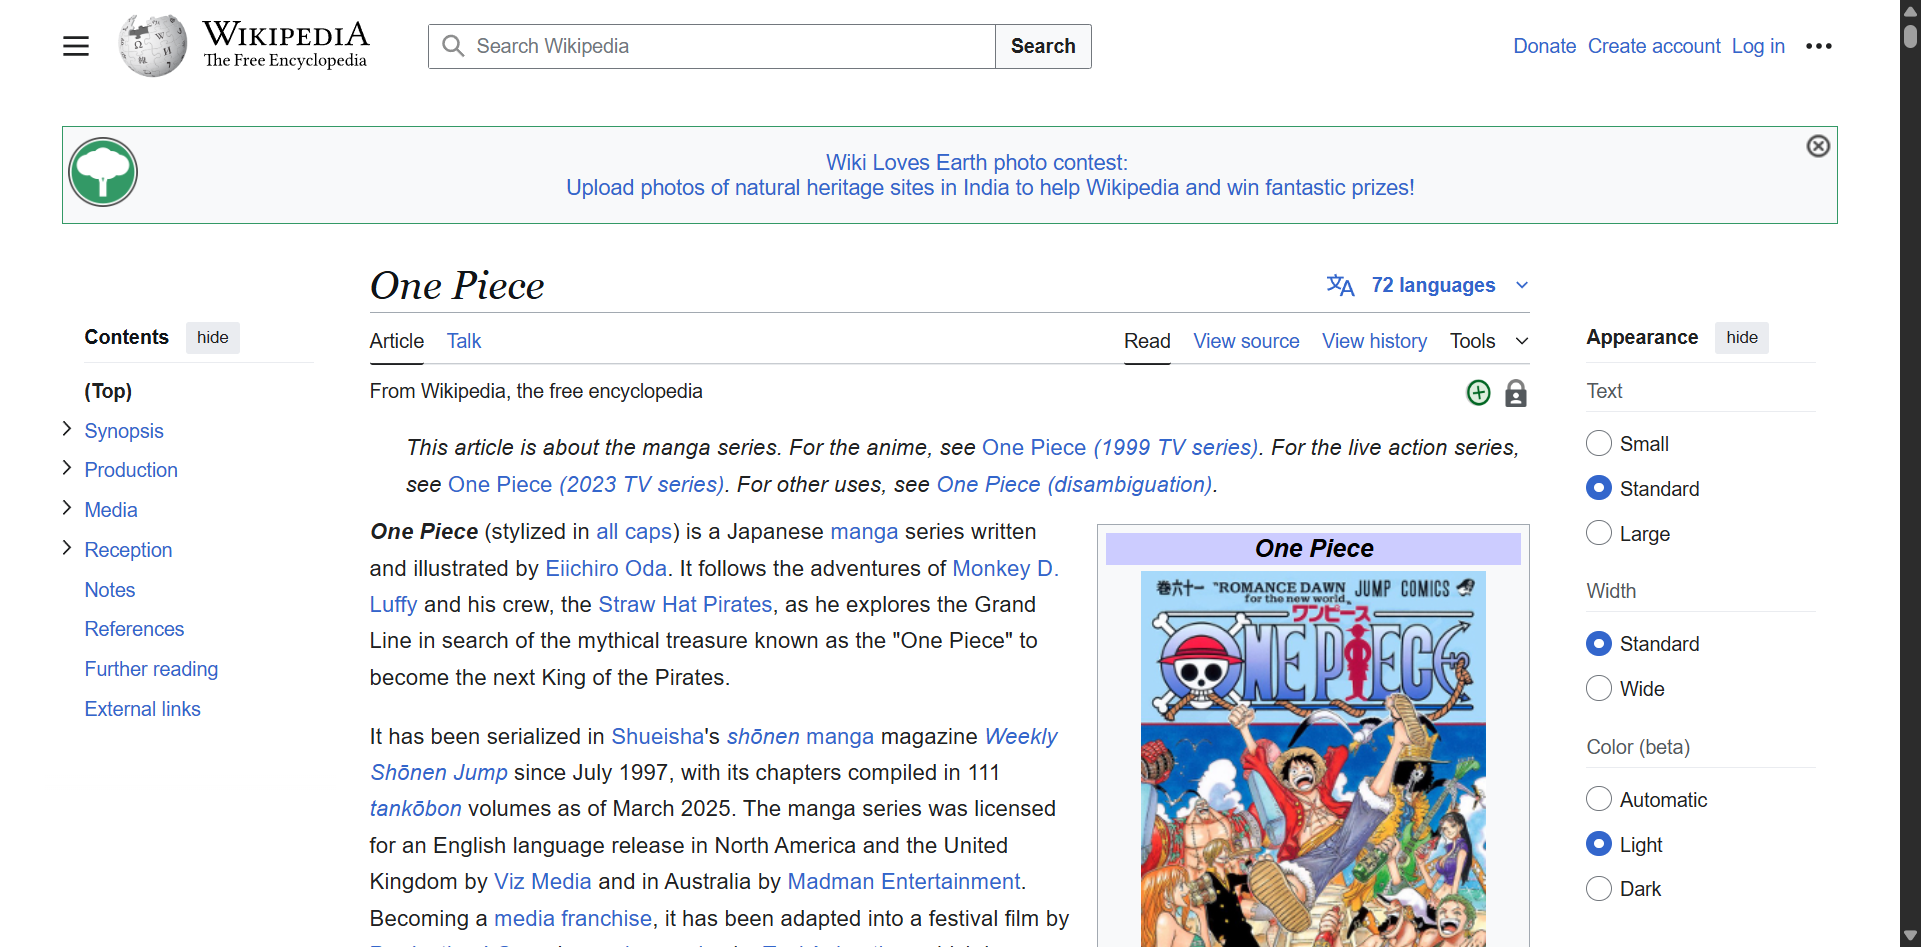 WIKIPEDIA
The Free Encyclopedia
Search Wikipedia
Search
Donate Create account Log in
Wiki Loves Earth photo contest:
Upload photos of natural heritage sites in India to help Wikipedia and win fantastic prizes!
Contents hide
(Top)
Synopsis
Production
Media
Reception
Notes
References
Further reading
External links
One Piece
72 languages
Article Talk
Read View source View history Tools
From Wikipedia, the free encyclopedia
This article is about the manga series. For the anime, see One Piece (1999 TV series). For the live action series,
see One Piece (2023 TV series). For other uses, see One Piece (disambiguation).
One Piece (stylized in all caps) is a Japanese manga series written
and illustrated by Eiichiro Oda. It follows the adventures of Monkey D.
Luffy and his crew, the Straw Hat Pirates, as he explores the Grand
Line in search of the mythical treasure known as the "One Piece" to
become the next King of the Pirates.
It has been serialized in Shueisha's shōnen manga magazine Weekly
Shōnen Jump since July 1997, with its chapters compiled in 111
tankōbon volumes as of March 2025. The manga series was licensed
for an English language release in North America and the United
Kingdom by Viz Media and in Australia by Madman Entertainment.
Becoming a media franchise, it has been adapted into a festival film by
One Piece
巻六十一 "ROMANCE DAWN JUMP COMICS
for the new world"
ワンピース
ONE PIECE
Appearance hide
Text
Small
Standard
Large
Width
Standard
Wide
Color (beta)
Automatic
Light
Dark